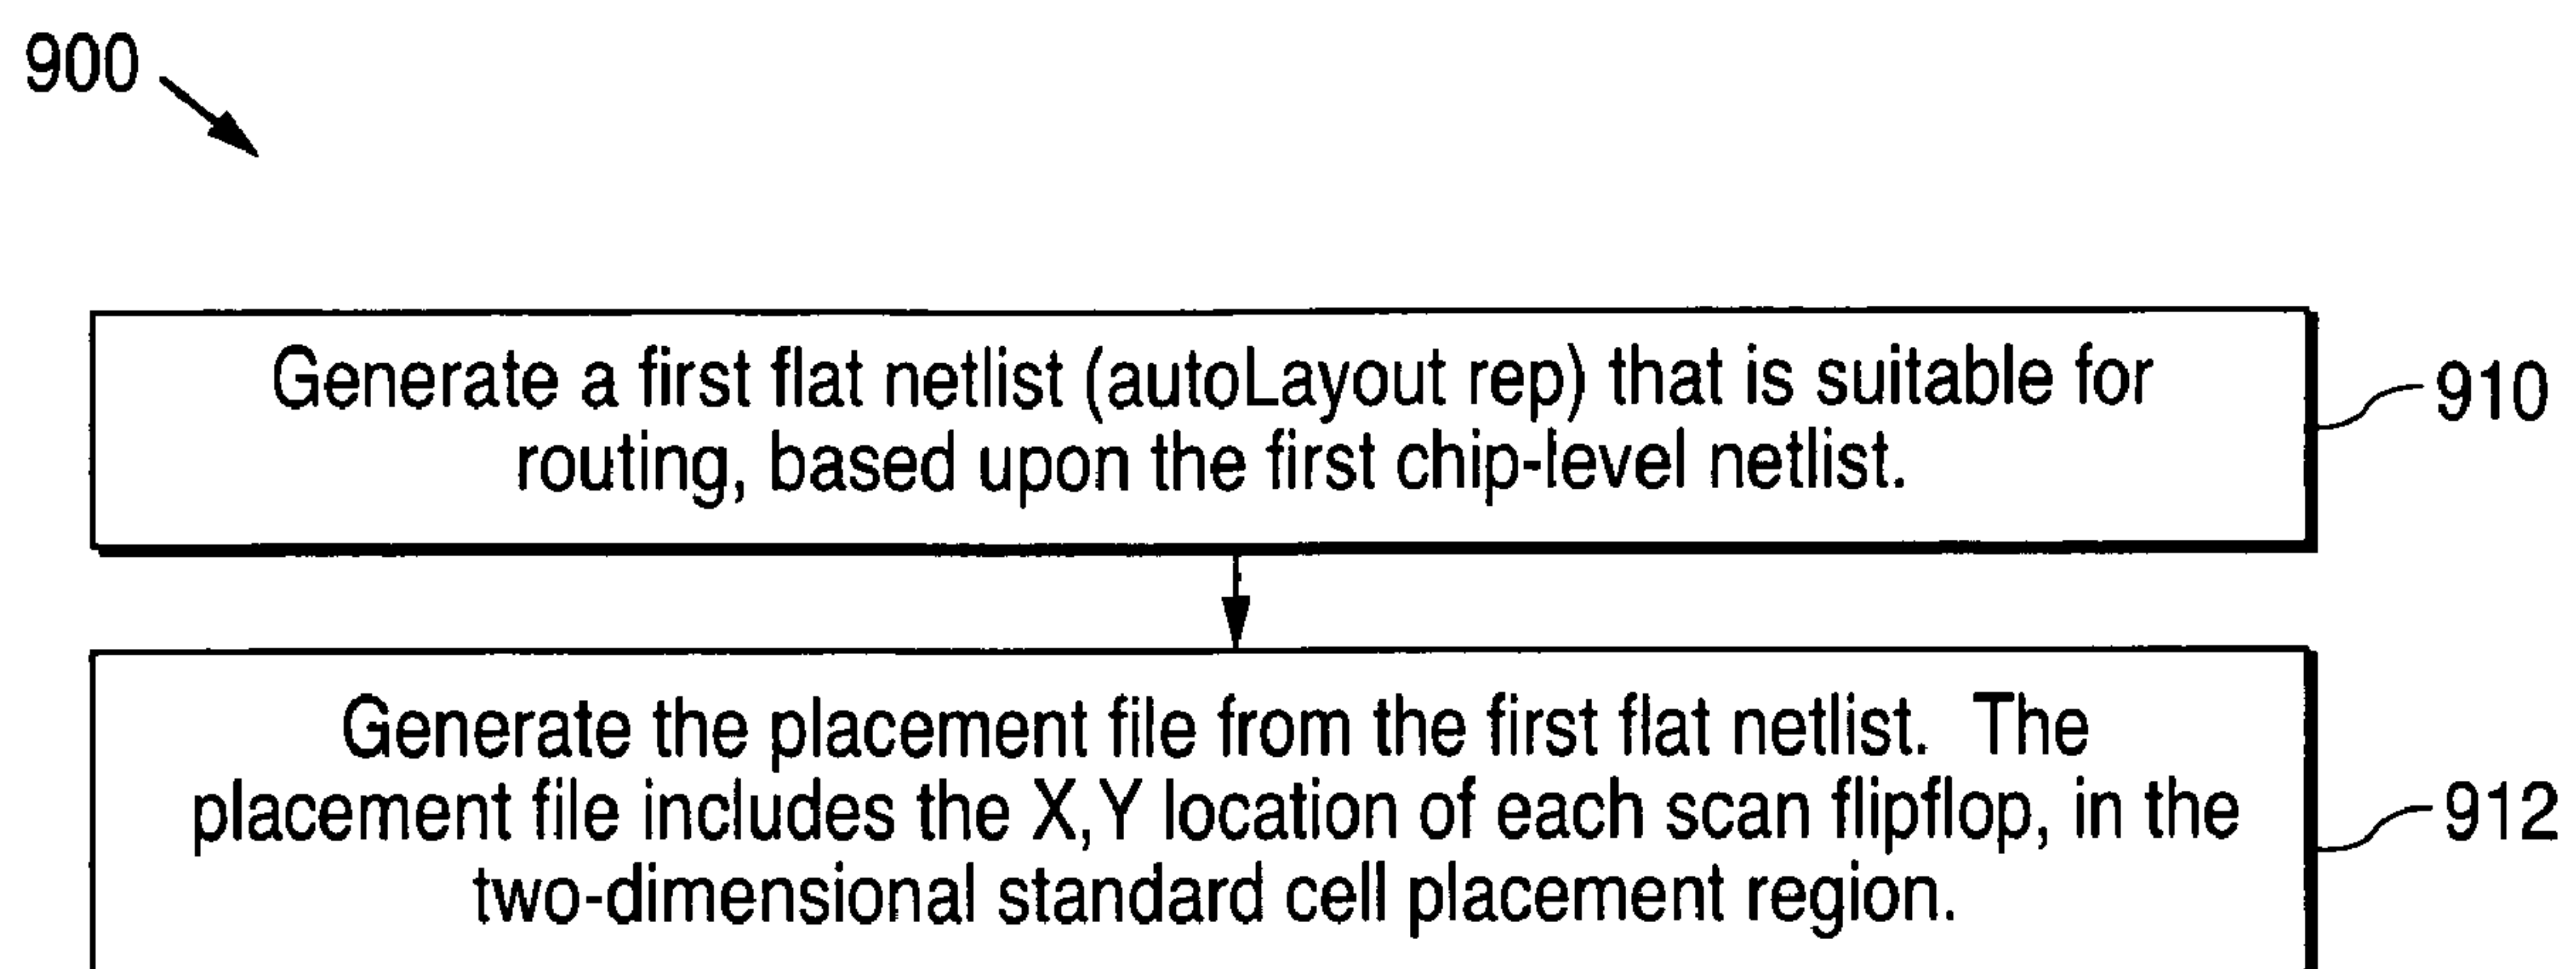 900
Generate a first flat netlist (autoLayout rep) that is suitable for
routing, based upon the first chip-level netlist.
910
Generate the placement file from the first flat netlist. The
placement file includes the X,Y location of each scan flipflop, in the
two-dimensional standard cell placement region.
912